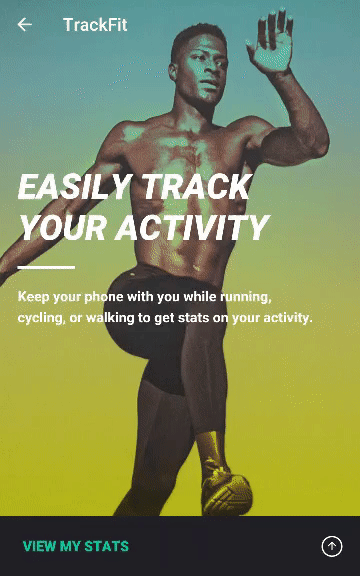 TrackFit
EASILY TRACK
YOUR ACTIVITY
Keep your phone with you while running,
cycling, or walking to get stats on your activity.
VIEW MY STATS